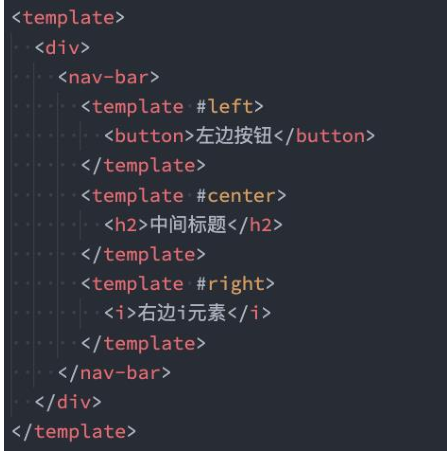 <template>
  <div>
    <nav-bar>
      <template #left>
        <button>左边按钮</button>
      </template>
      <template #center>
        <h2>中间标题</h2>
      </template>
      <template #right>
        <i>右边i元素</i>
      </template>
    </nav-bar>
  </div>
</template>